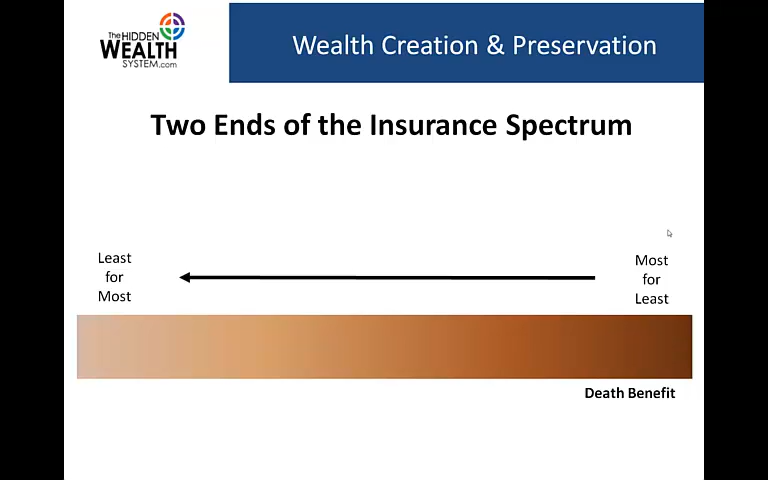 The HIDDEN
WEALTH
SYSTEM.com
Wealth Creation & Preservation
Two Ends of the Insurance Spectrum
Least
for
Most
Most
for
Least
Death Benefit